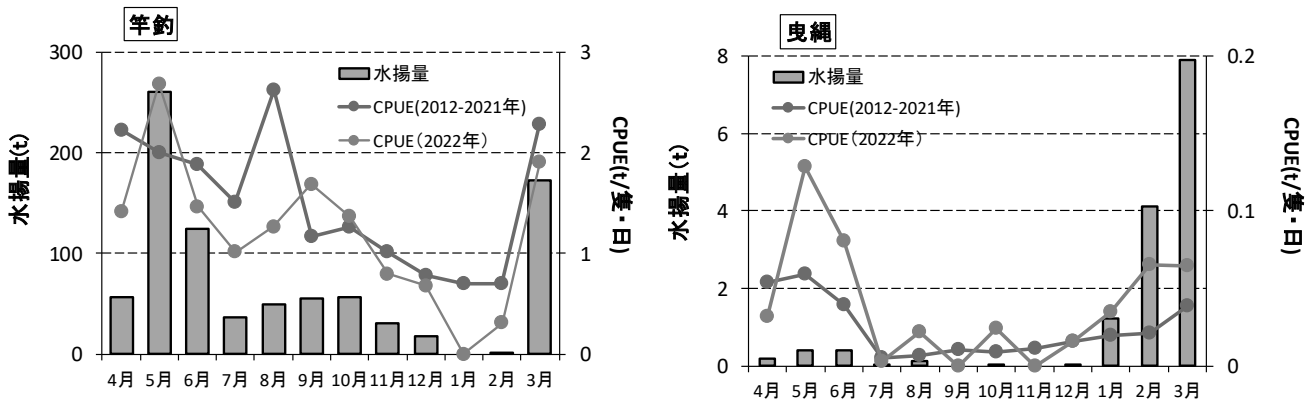 竿釣
300
200
100
0
3
2
1
0
水揚量(t)
CPUE(t/隻・日)
水揚量
CPUE(2012-2021年)
CPUE(2022年)
4月 5月 6月 7月 8月 9月 10月 11月 12月 1月 2月 3月
曳縄
8
6
4
2
0
0.2
0.1
0
水揚量(t)
CPUE(t/隻・日)
水揚量
CPUE(2012-2021年)
CPUE(2022年)
4月 5月 6月 7月 8月 9月 10月 11月 12月 1月 2月 3月